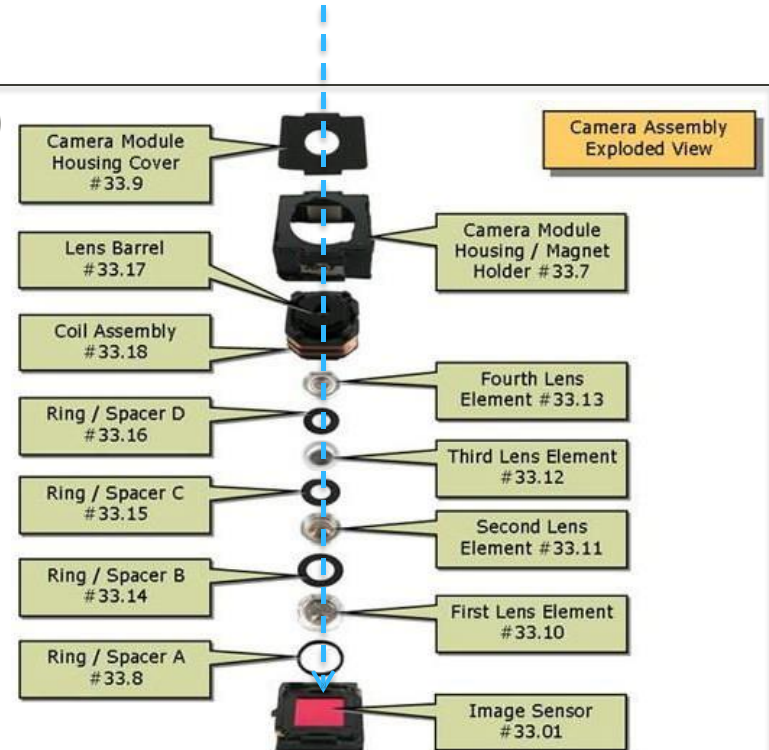 Camera Assembly
Exploded View
Camera Module
Housing Cover
#33.9
Camera Module
Housing / Magnet
Holder #33.7
Lens Barrel
#33.17
Coil Assembly
#33.18
Fourth Lens
Element #33.13
Ring / Spacer D
#33.16
Third Lens Element
#33.12
Ring / Spacer C
#33.15
Second Lens
Element #33.11
Ring / Spacer B
#33.14
First Lens Element
#33.10
Ring / Spacer A
#33.8
Image Sensor
#33.01